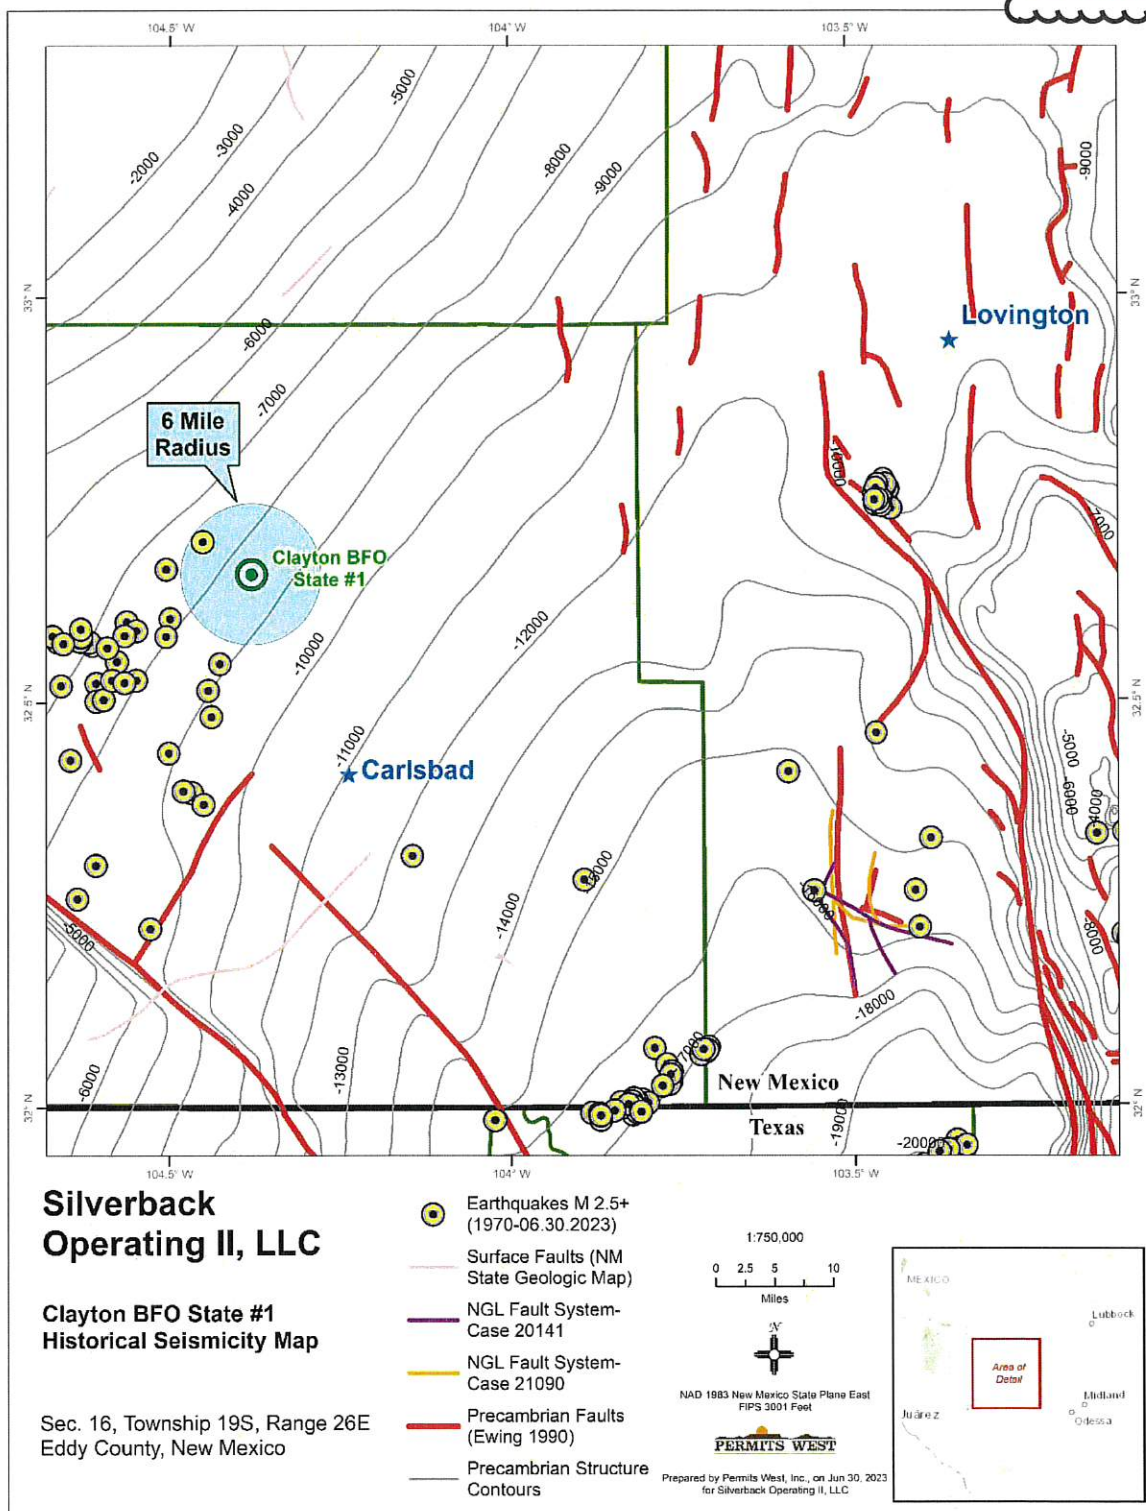 104.5° W
104° W
103.5° W
-2000
-3000
-4000
-5000
-8000
-9000
-9000
33° N
33° N
-6000
-7000
Lovington
6 Mile
Radius
-10000
-7000
Clayton BFO
State #1
-12000
-10000
32.5° N
32.5° N
-11000
Carlsbad
-5000
-6000
-4000
-14000
-5000
-8000
-18000
-6000
-13000
-19000
-20000
New Mexico
Texas
32° N
32° N
104.5° W
104° W
103.5° W
Silverback
Operating II, LLC
Clayton BFO State #1
Historical Seismicity Map
Sec. 16, Township 19S, Range 26E
Eddy County, New Mexico
Earthquakes M 2.5+
(1970-06.30.2023)
Surface Faults (NM
State Geologic Map)
NGL Fault System-
Case 20141
NGL Fault System-
Case 21090
Precambrian Faults
(Ewing 1990)
Precambrian Structure
Contours
1:750,000
0 2.5 5 10
Miles
N
NAD 1983 New Mexico State Plane East
FIPS 3001 Feet
PERMITS WEST
Prepared by Permits West, Inc., on Jun 30, 2023
for Silverback Operating II, LLC
MEXICO
Lubbock
Area of
Detail
Midland
Odessa
Juárez